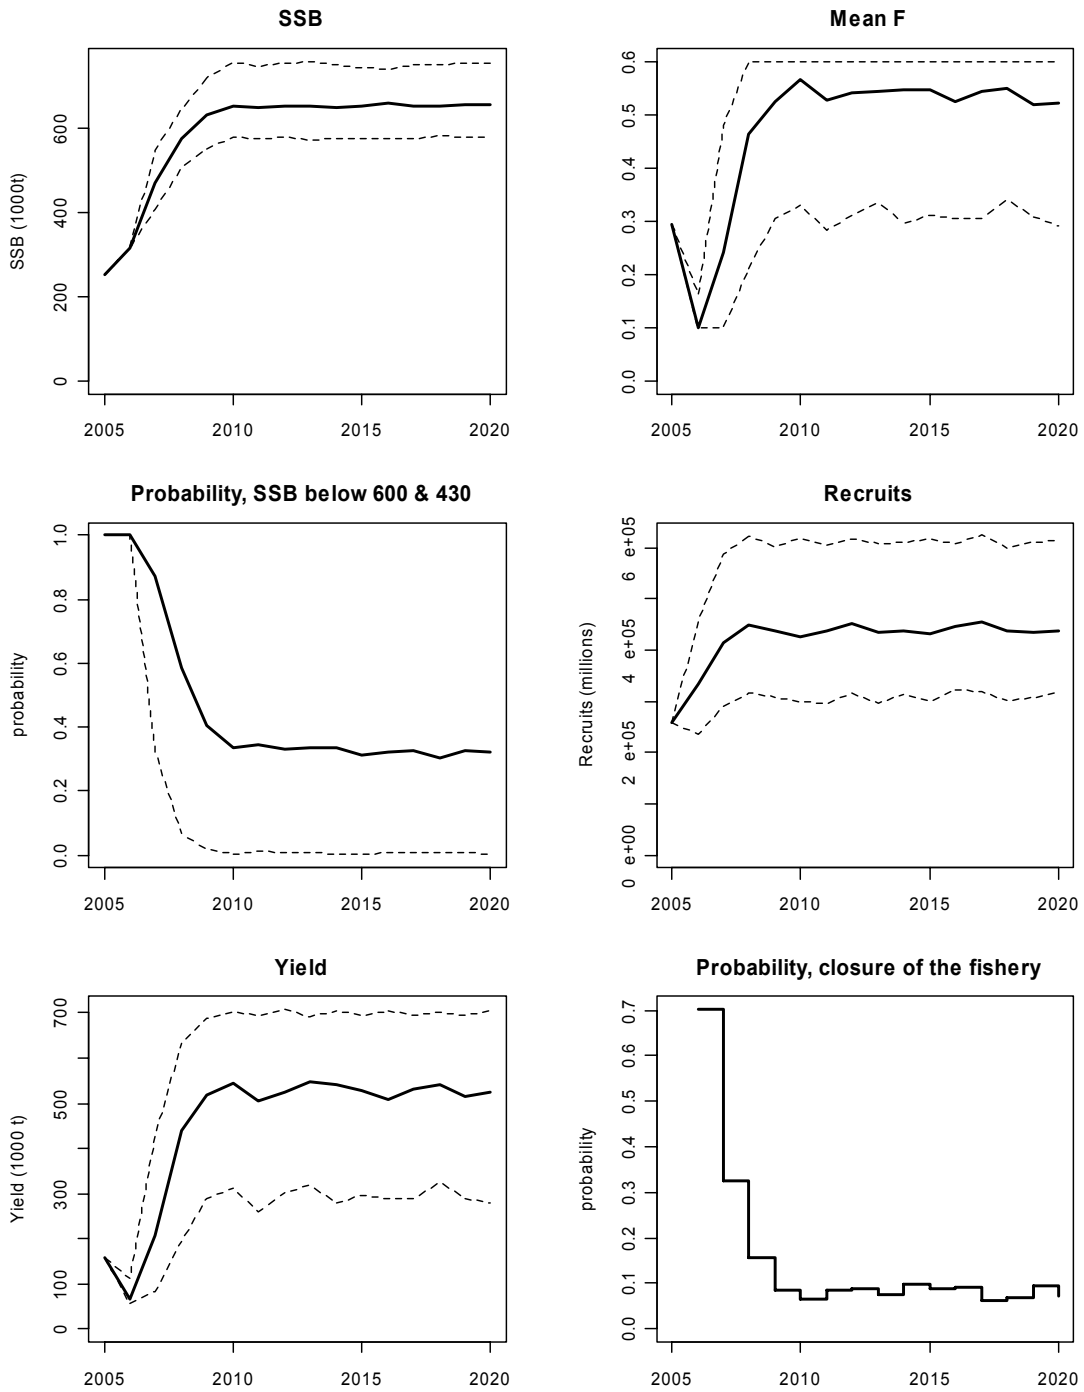 SSB
SSB (1000t)
600
400
200
0
2005 2010 2015 2020
Mean F
0.6
0.5
0.4
0.3
0.2
0.1
0.0
2005 2010 2015 2020
Probability, SSB below 600 & 430
probability
1.0
0.8
0.6
0.4
0.2
0.0
2005 2010 2015 2020
Recruits
Recruits (millions)
6 e+05
4 e+05
2 e+05
0 e+00
2005 2010 2015 2020
Yield
Yield (1000 t)
700
500
300
100
0
2005 2010 2015 2020
Probability, closure of the fishery
probability
0.7
0.6
0.5
0.4
0.3
0.2
0.1
0.0
2005 2010 2015 2020